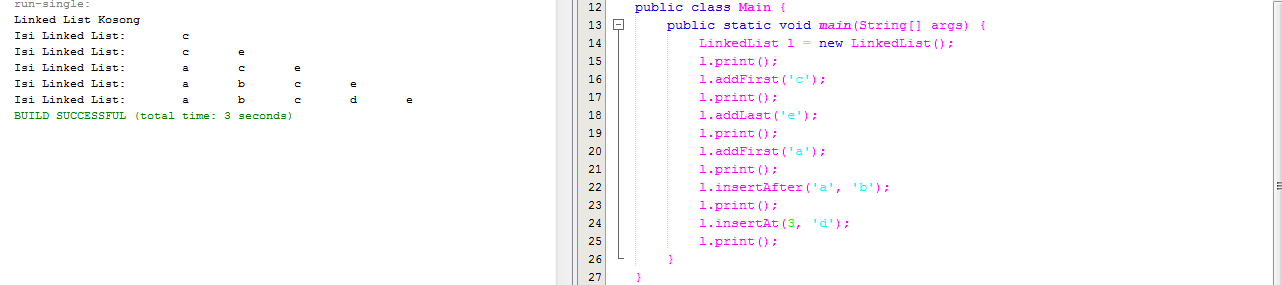 run-single:
Linked List Kosong
Isi Linked List: c
Isi Linked List: c e
Isi Linked List: a c e
Isi Linked List: a b c e
Isi Linked List: a b c d e
BUILD SUCCESSFUL (total time: 3 seconds)
12 public class Main {
13 public static void main(String[] args) {
14 LinkedList l = new LinkedList();
15 l.print();
16 l.addFirst('c');
17 l.print();
18 l.addLast('e');
19 l.print();
20 l.addFirst('a');
21 l.print();
22 l.insertAfter('a', 'b');
23 l.print();
24 l.insertAt(3, 'd');
25 l.print();
26 }
27 }